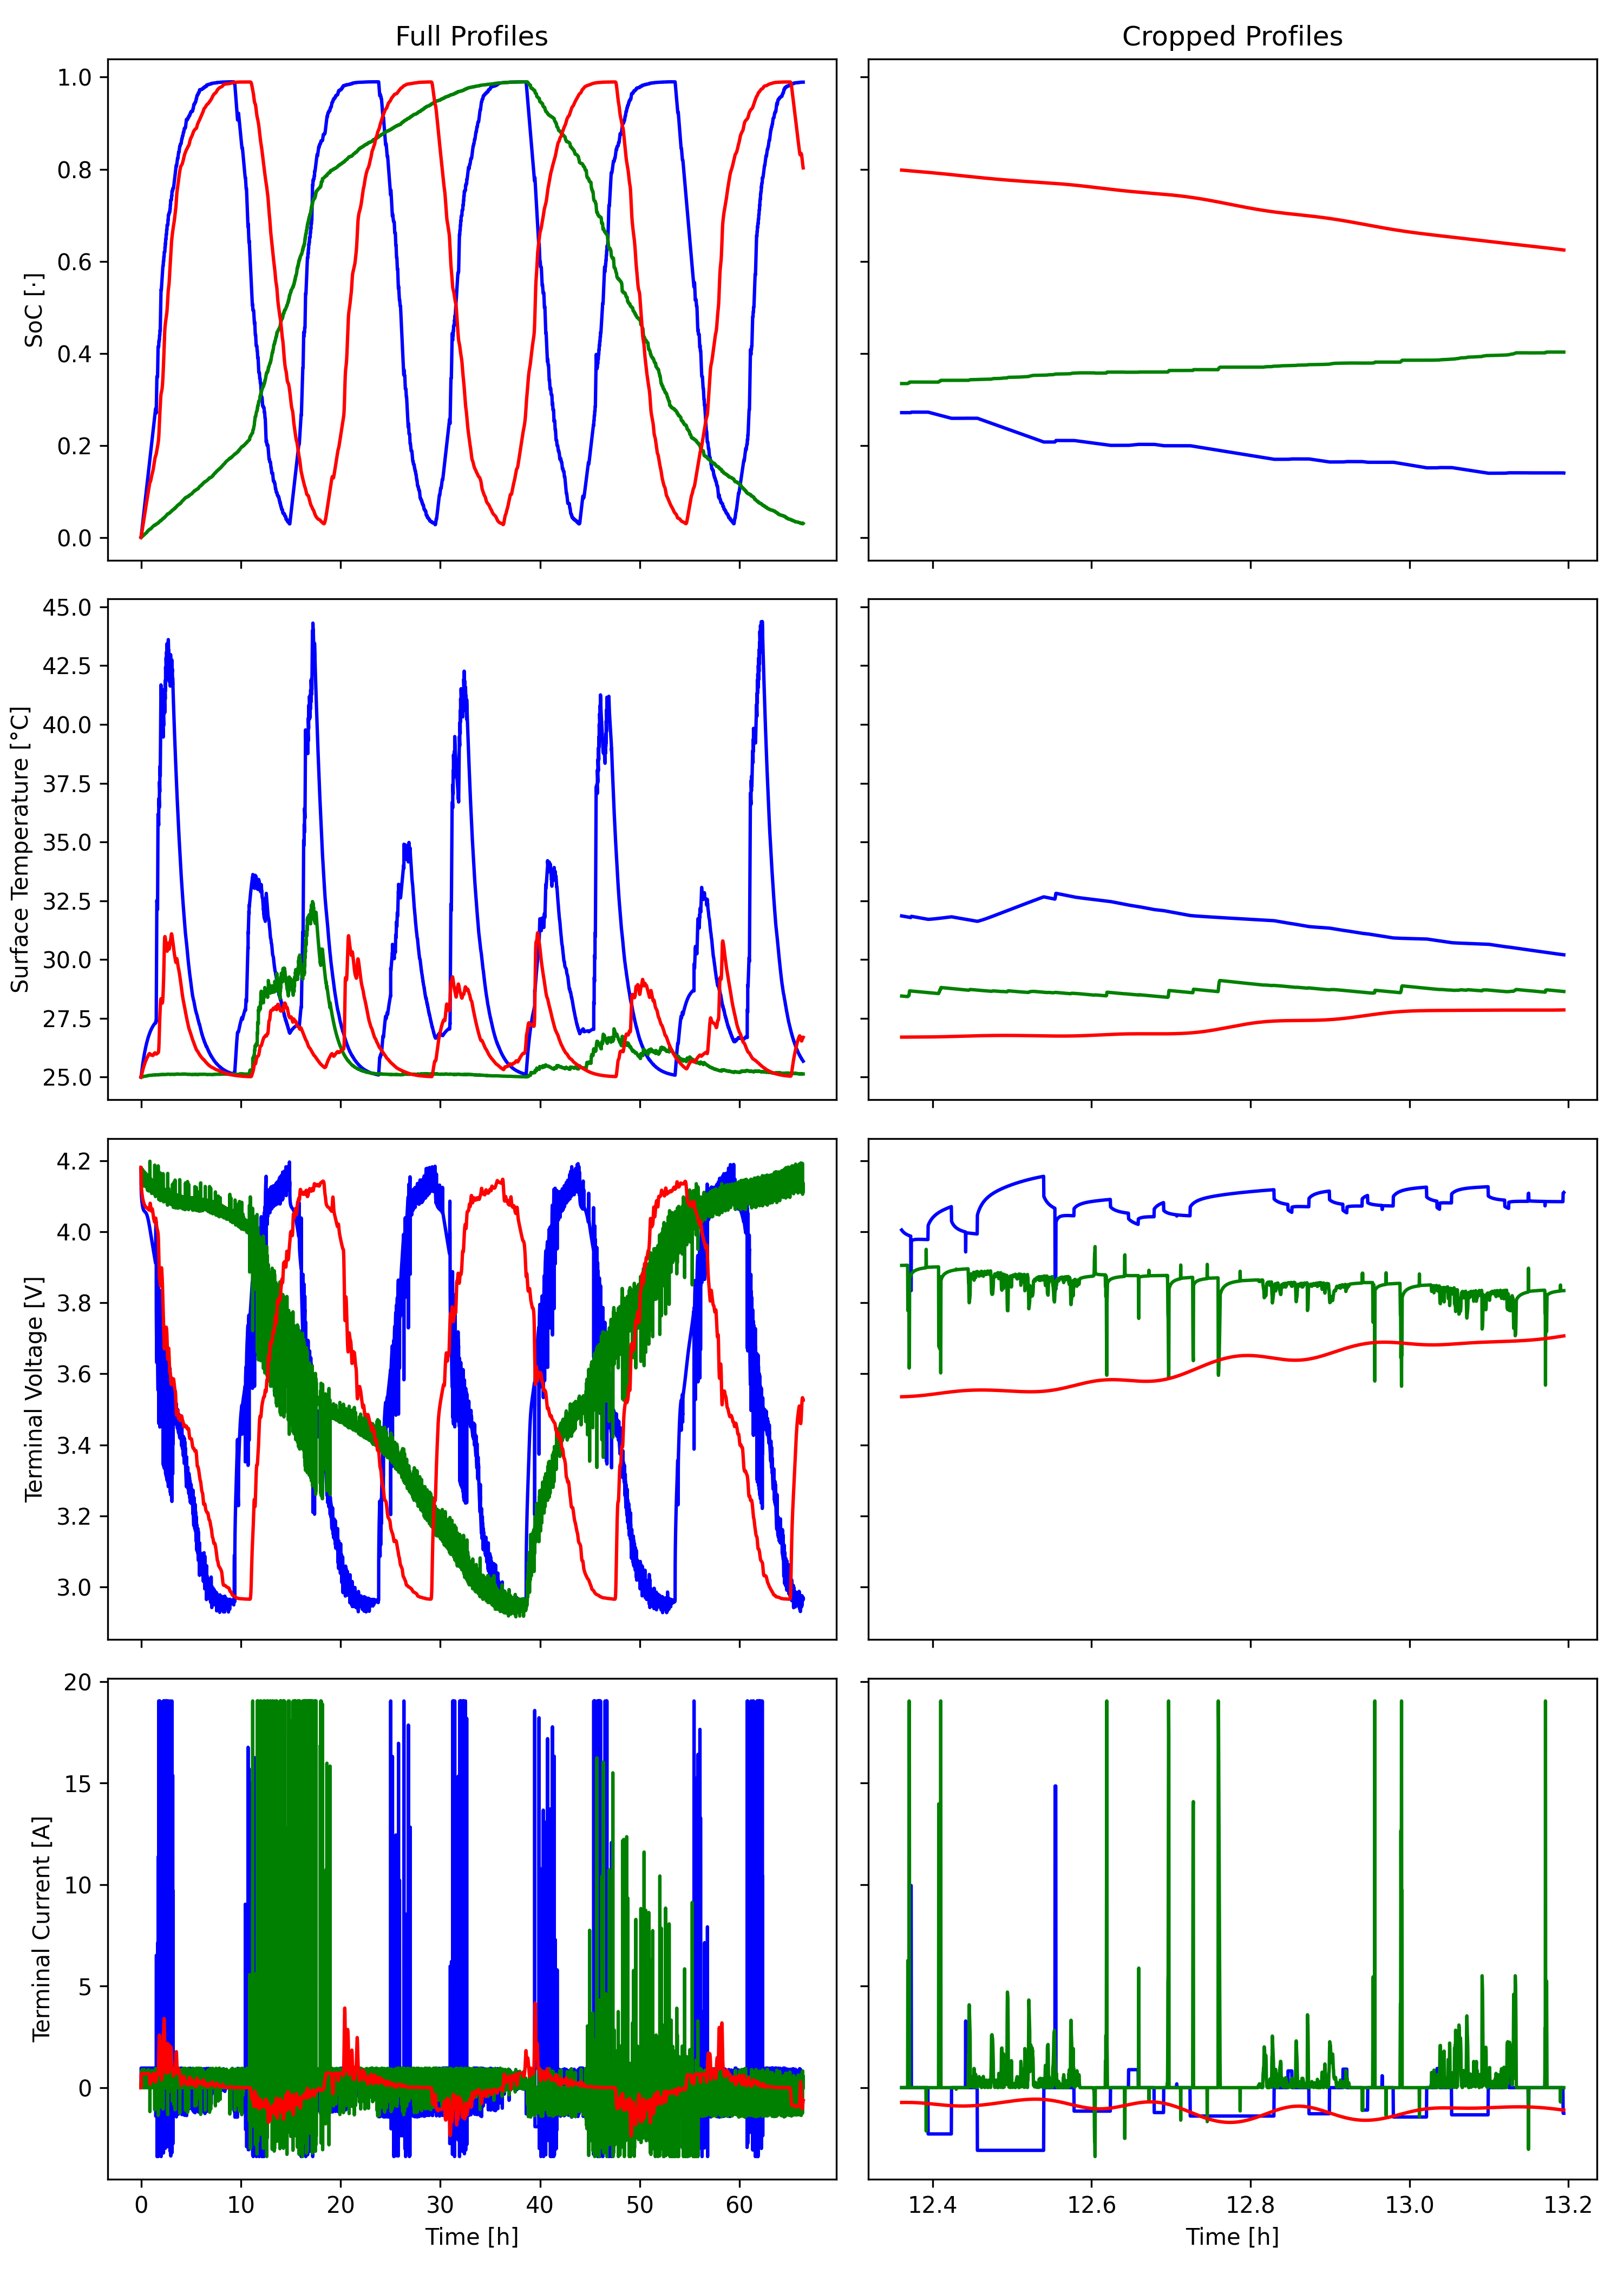 Full Profiles
Cropped Profiles
SoC [·]
1.0
0.8
0.6
0.4
0.2
0.0
Surface Temperature [°C]
45.0
42.5
40.0
37.5
35.0
32.5
30.0
27.5
25.0
Terminal Voltage [V]
4.2
4.0
3.8
3.6
3.4
3.2
3.0
Terminal Current [A]
20
15
10
5
0
0 10 20 30 40 50 60
Time [h]
12.4 12.6 12.8 13.0 13.2
Time [h]